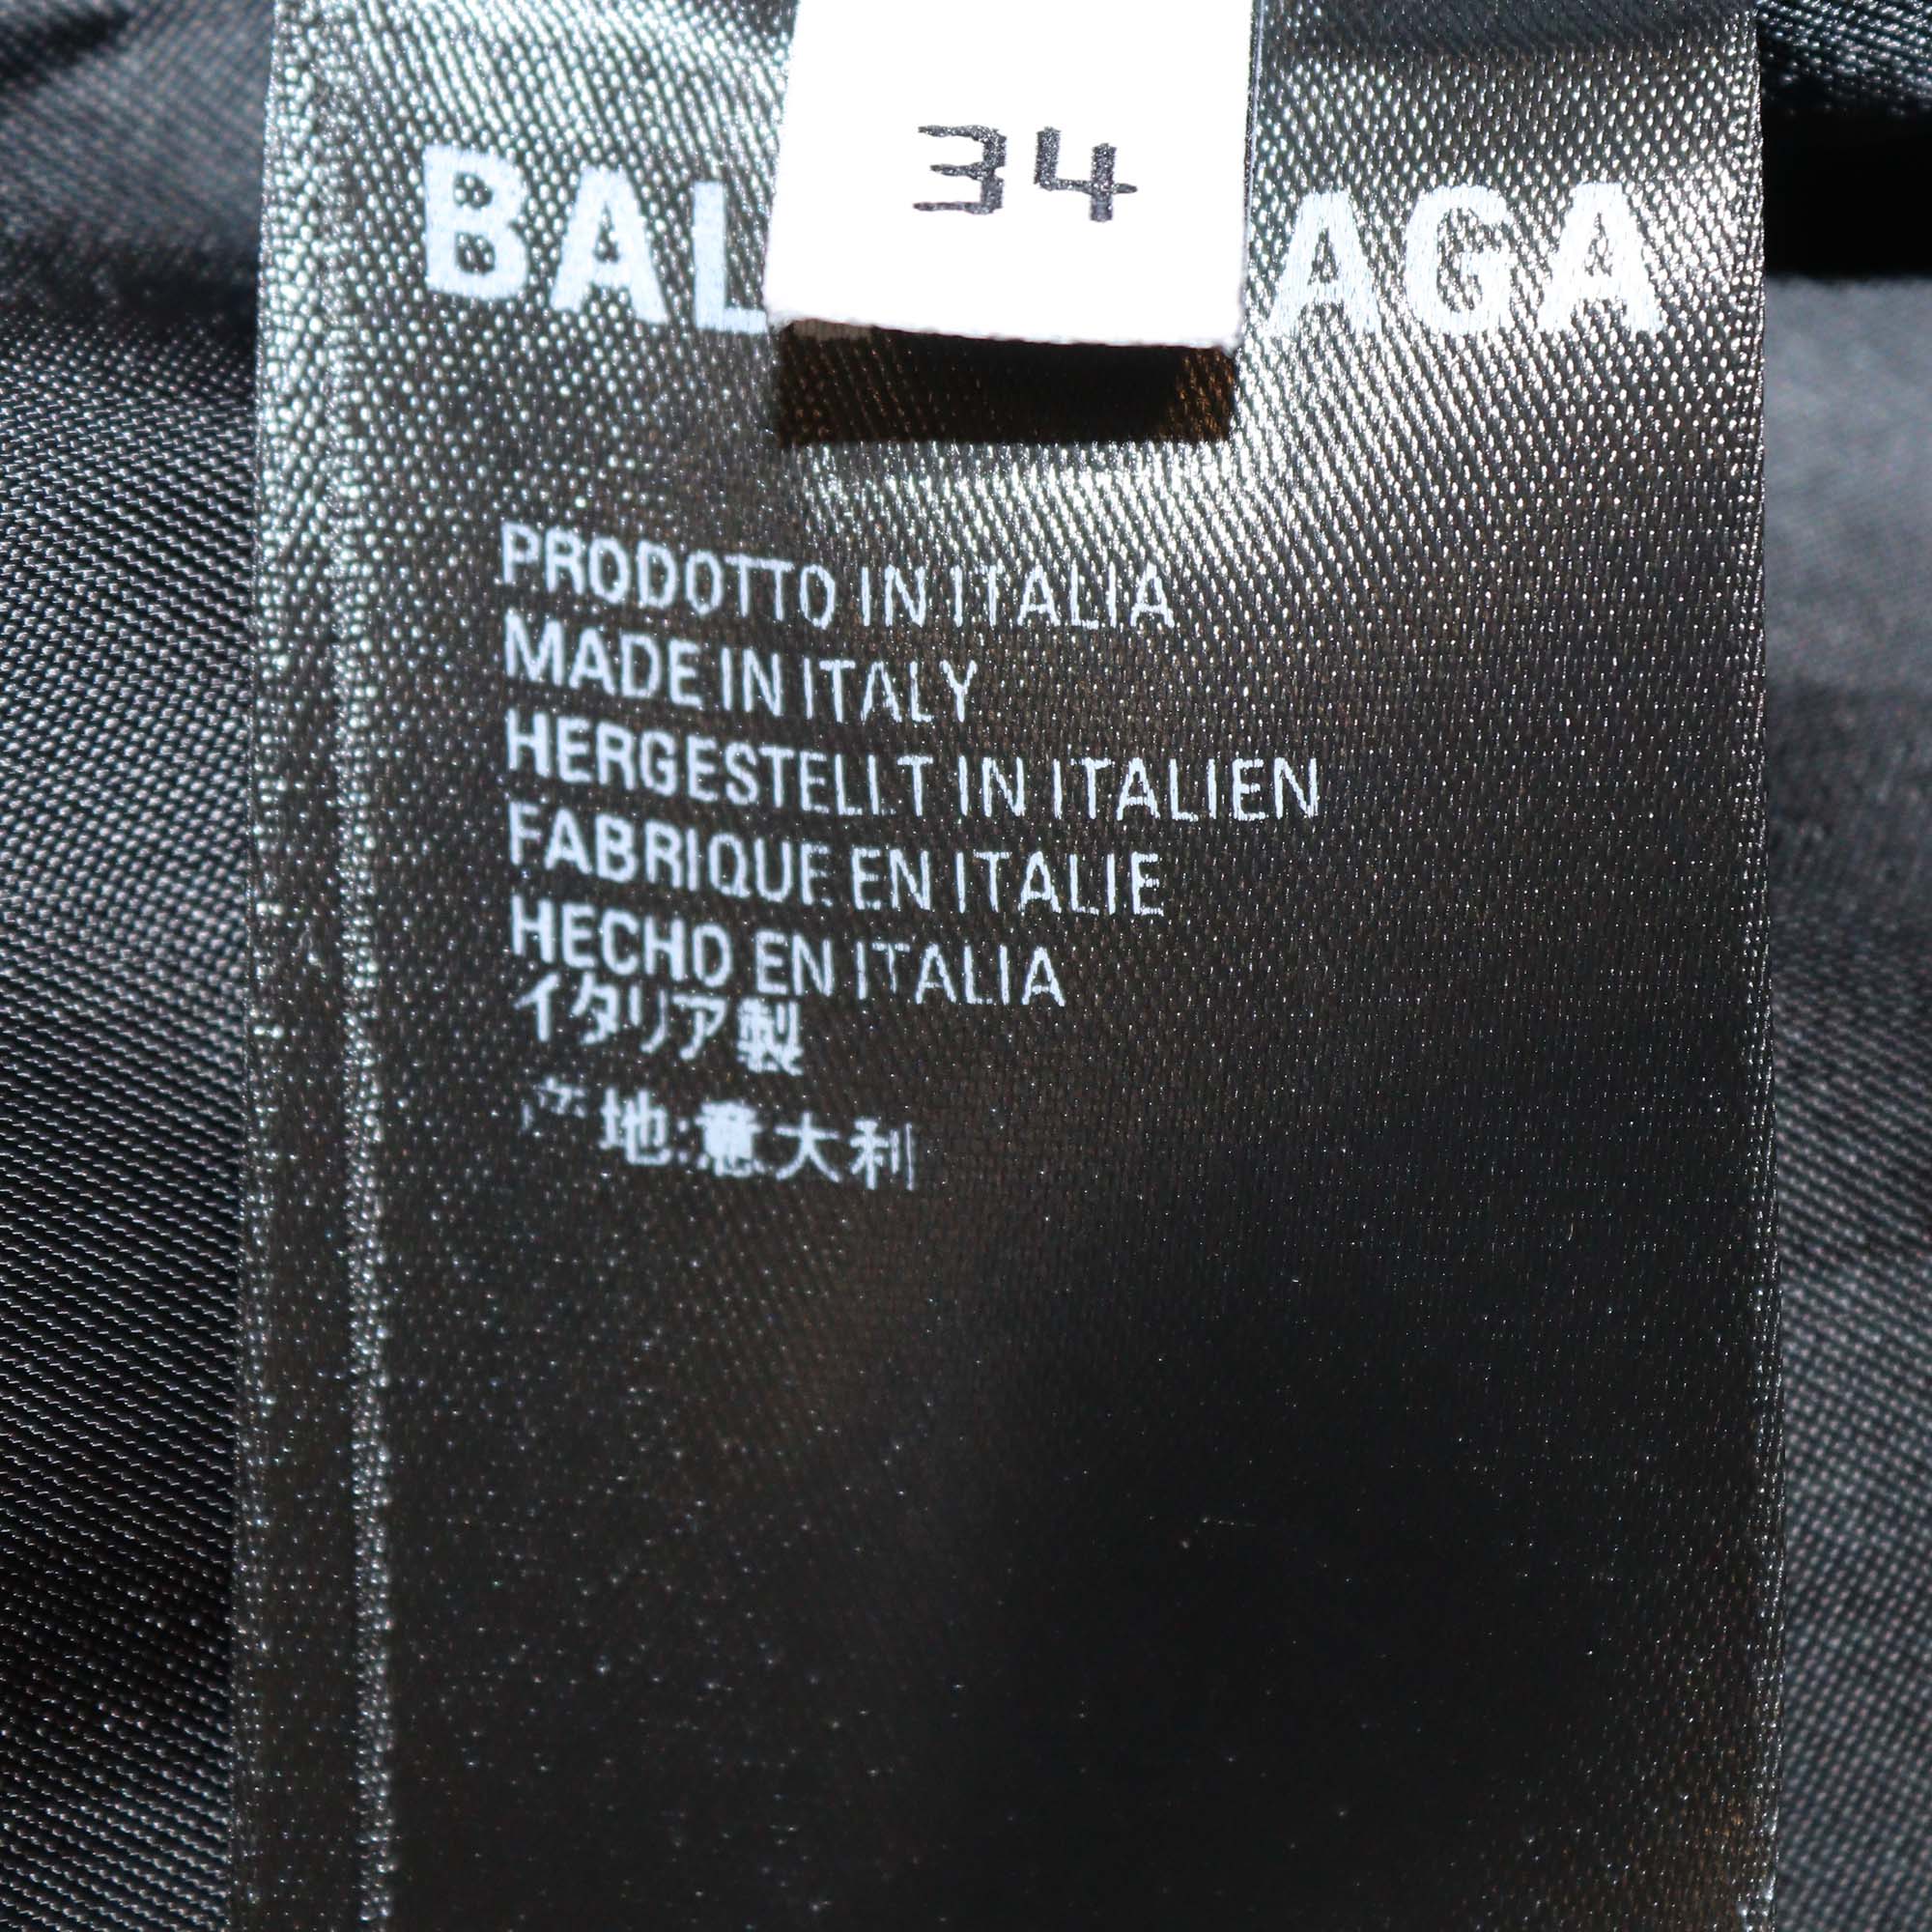 34
BAL AGA
PRODOTTO IN ITALIA
MADE IN ITALY
HERGESTELLT IN ITALIEN
FABRIQUE EN ITALIE
HECHO EN ITALIA
イタリア製
产地:意大利